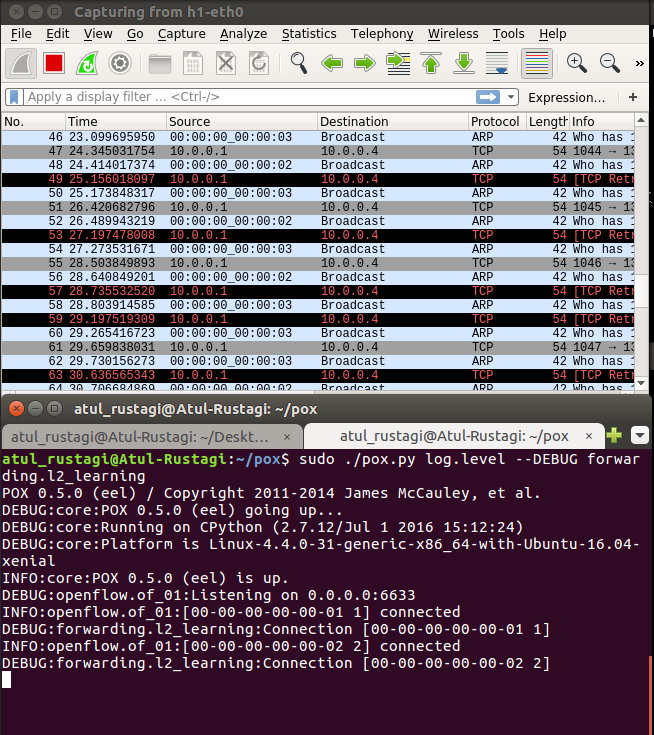 Capturing from h1-eth0
File Edit View Go Capture Analyze Statistics Telephony Wireless Tools Help
Apply a display filter ... <Ctrl-/> Expression... +
No. Time Source Destination Protocol Length Info
46 23.099695950 00:00:00_00:00:03 Broadcast ARP 42 Who has 1
47 24.345031754 10.0.0.1 10.0.0.4 TCP 54 1044 → 13
48 24.414017374 00:00:00_00:00:02 Broadcast ARP 42 Who has 1
49 25.156018097 10.0.0.1 10.0.0.4 TCP 54 [TCP Retr
50 25.173848317 00:00:00_00:00:03 Broadcast ARP 42 Who has 1
51 26.420682796 10.0.0.1 10.0.0.4 TCP 54 1045 → 13
52 26.489943219 00:00:00_00:00:02 Broadcast ARP 42 Who has 1
53 27.197478008 10.0.0.1 10.0.0.4 TCP 54 [TCP Retr
54 27.273531671 00:00:00_00:00:03 Broadcast ARP 42 Who has 1
55 28.503849893 10.0.0.1 10.0.0.4 TCP 54 1046 → 13
56 28.640849201 00:00:00_00:00:02 Broadcast ARP 42 Who has 1
57 28.735532520 10.0.0.1 10.0.0.4 TCP 54 [TCP Retr
58 28.803914585 00:00:00_00:00:03 Broadcast ARP 42 Who has 1
59 29.197519309 10.0.0.1 10.0.0.4 TCP 54 [TCP Retr
60 29.265416723 00:00:00_00:00:03 Broadcast ARP 42 Who has 1
61 29.659838031 10.0.0.1 10.0.0.4 TCP 54 1047 → 13
62 29.730156273 00:00:00_00:00:03 Broadcast ARP 42 Who has 1
63 30.636565343 10.0.0.1 10.0.0.4 TCP 54 [TCP Retr
64 30.706684869 00:00:00_00:00:02 Broadcast ARP 42 Who has 1
atul_rustagi@Atul-Rustagi: ~/pox
atul_rustagi@Atul-Rustagi: ~/Deskt... × atul_rustagi@Atul-Rustagi: ~/pox ×
atul_rustagi@Atul-Rustagi:~/pox$ sudo ./pox.py log.level --DEBUG forwar
ding.l2_learning
POX 0.5.0 (eel) / Copyright 2011-2014 James McCauley, et al.
DEBUG:core:POX 0.5.0 (eel) going up...
DEBUG:core:Running on CPython (2.7.12/Jul 1 2016 15:12:24)
DEBUG:core:Platform is Linux-4.4.0-31-generic-x86_64-with-Ubuntu-16.04-
xenial
INFO:core:POX 0.5.0 (eel) is up.
DEBUG:openflow.of_01:Listening on 0.0.0.0:6633
INFO:openflow.of_01:[00-00-00-00-00-01 1] connected
DEBUG:forwarding.l2_learning:Connection [00-00-00-00-00-01 1]
INFO:openflow.of_01:[00-00-00-00-00-02 2] connected
DEBUG:forwarding.l2_learning:Connection [00-00-00-00-00-02 2]